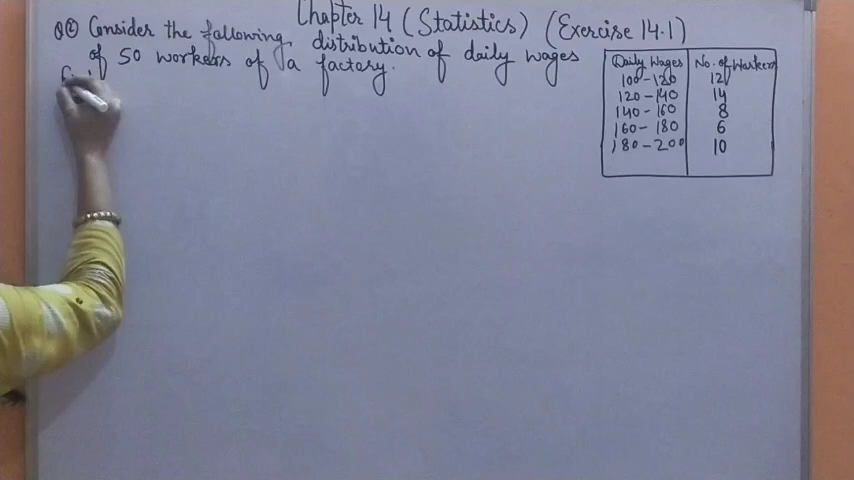 Chapter 14 (Statistics) (Exercise 14.1)
Q② Consider the following distribution of daily wages
of 50 workers of a factory.
Daily Wages No. of Workers
100-120 12
120-140 14
140-160 8
160-180 6
180-200 10